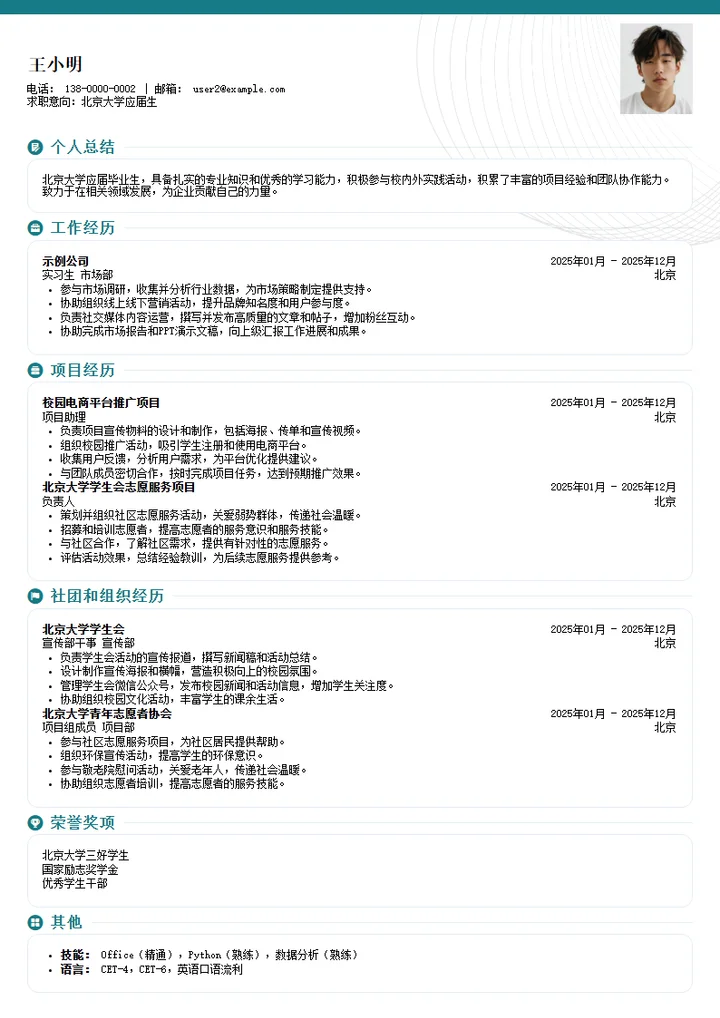 王小明
电话: 138-0000-0002 | 邮箱: user2@example.com
求职意向: 北京大学应届生
个人总结
北京大学应届毕业生，具备扎实的专业知识和优秀的学习能力，积极参与校内外实践活动，积累了丰富的项目经验和团队协作能力。
致力于在相关领域发展，为企业贡献自己的力量。
工作经历
示例公司 2025年01月 - 2025年12月
实习生 市场部 北京
• 参与市场调研，收集并分析行业数据，为市场策略制定提供支持。
• 协助组织线上线下营销活动，提升品牌知名度和用户参与度。
• 负责社交媒体内容运营，撰写并发布高质量的文章和帖子，增加粉丝互动。
• 协助完成市场报告和PPT演示文稿，向上级汇报工作进展和成果。
项目经历
校园电商平台推广项目 2025年01月 - 2025年12月
项目助理 北京
• 负责项目宣传物料的设计和制作，包括海报、传单和宣传视频。
• 组织校园推广活动，吸引学生注册和使用电商平台。
• 收集用户反馈，分析用户需求，为平台优化提供建议。
• 与团队成员密切合作，按时完成项目任务，达到预期推广效果。
北京大学学生会志愿服务项目 2025年01月 - 2025年12月
负责人 北京
• 策划并组织社区志愿服务活动，关爱弱势群体，传递社会温暖。
• 招募和培训志愿者，提高志愿者的服务意识和服务技能。
• 与社区合作，了解社区需求，提供有针对性的志愿服务。
• 评估活动效果，总结经验教训，为后续志愿服务提供参考。
社团和组织经历
北京大学学生会 2025年01月 - 2025年12月
宣传部干事 宣传部 北京
• 负责学生会活动的宣传报道，撰写新闻稿和活动总结。
• 设计制作宣传海报和横幅，营造积极向上的校园氛围。
• 管理学生会微信公众号，发布校园新闻和活动信息，增加学生关注度。
• 协助组织校园文化活动，丰富学生的课余生活。
北京大学青年志愿者协会 2025年01月 - 2025年12月
项目组成员 项目部 北京
• 参与社区志愿服务项目，为社区居民提供帮助。
• 组织环保宣传活动，提高学生的环保意识。
• 参与敬老院慰问活动，关爱老年人，传递社会温暖。
• 协助组织志愿者培训，提高志愿者的服务技能。
荣誉奖项
北京大学三好学生
国家励志奖学金
优秀学生干部
其他
• 技能: Office（精通），Python（熟练），数据分析（熟练）
• 语言: CET-4，CET-6，英语口语流利